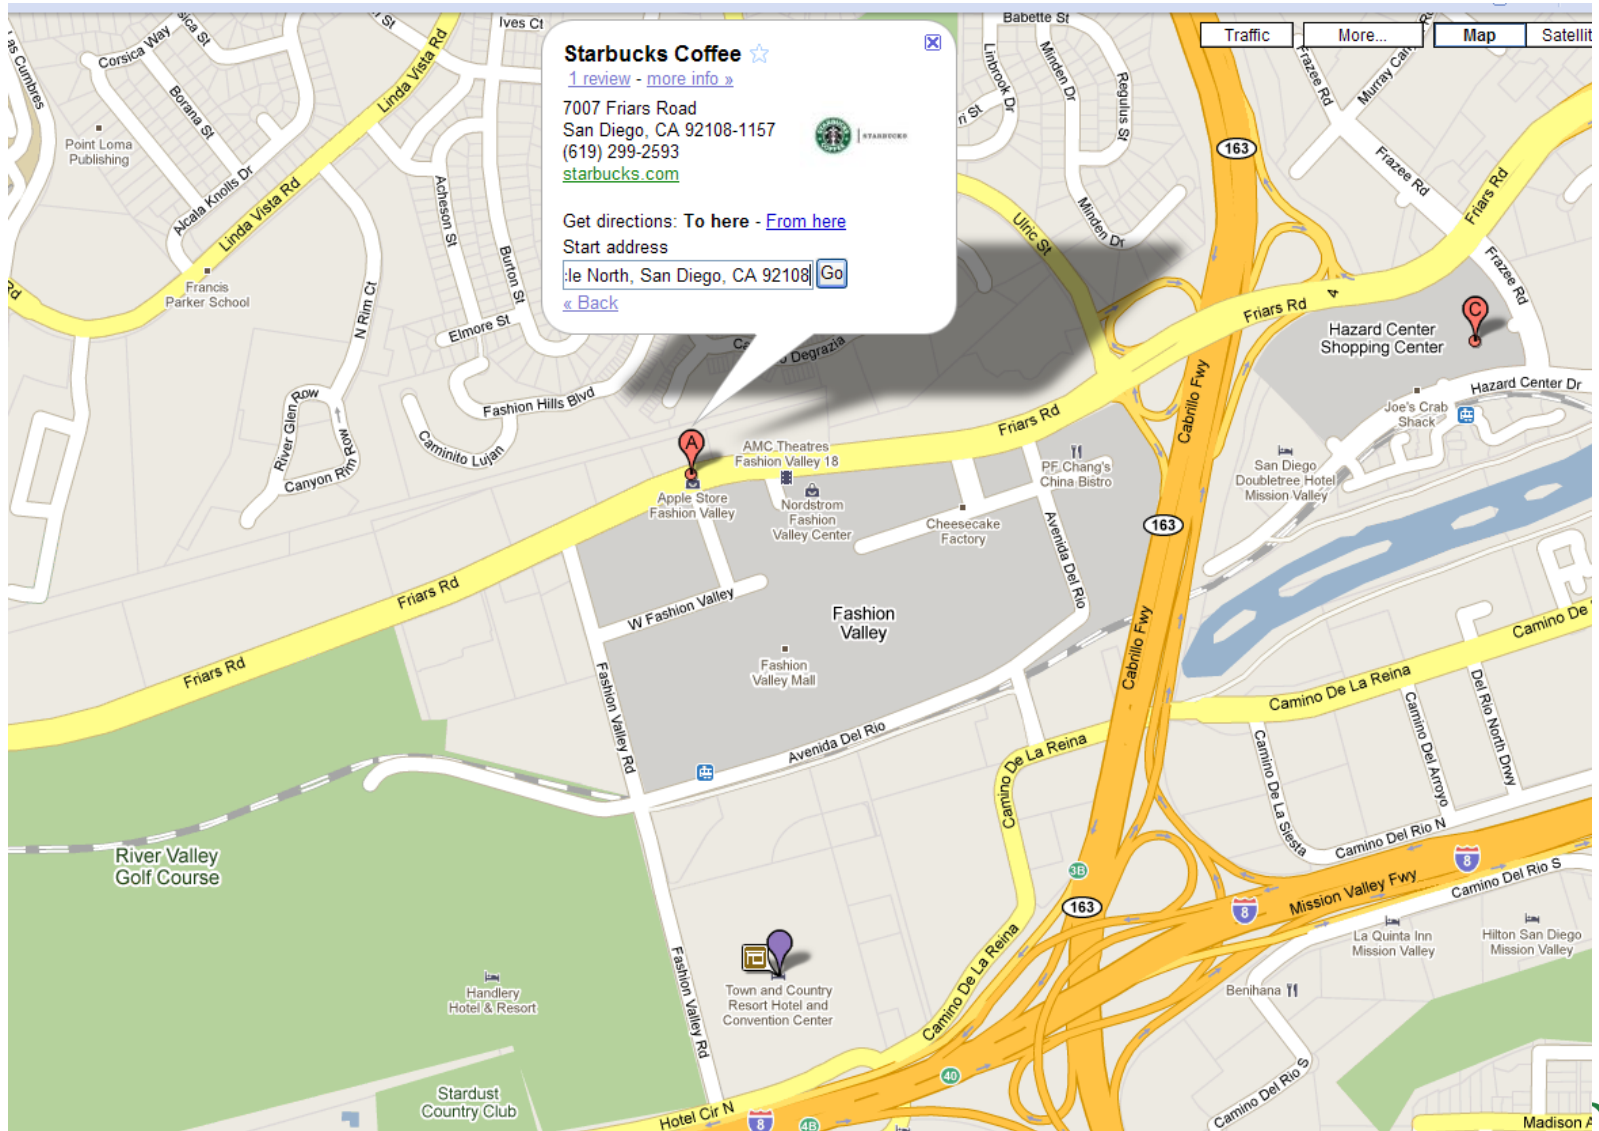 Traffic
More...
Map
Satellit
Starbucks Coffee
1 review - more info »
7007 Friars Road
San Diego, CA 92108-1157
(619) 299-2593
starbucks.com
STARBUCKS
Get directions: To here - From here
Start address
le North, San Diego, CA 92108
Go
« Back
Las Cumbres
Corsica Way
Borana St
Linda Vista Rd
Ives Ct
Babette St
Linbrook Dr
Minden Dr
Regulus St
Frazee Rd
Murray Can
Point Loma
Publishing
Alcala Knolls Dr
Linda Vista Rd
Acheson St
Burton St
Francis
Parker School
Rd
N Rim Ct
Elmore St
Ulric St
Minden Dr
163
Frazee Rd
Friars Rd
Frazee Rd
Friars Rd
4
C
Hazard Center
Shopping Center
Hazard Center Dr
Joe's Crab
Shack
Degrazia
Fashion Hills Blvd
River Glen Row
Canyon Rim Row
Caminito Lujan
A
AMC Theatres
Fashion Valley 18
Friars Rd
Cabrillo Fwy
PF Chang's
China Bistro
San Diego
Doubletree Hotel
Mission Valley
Apple Store
Fashion Valley
Nordstrom
Fashion
Valley Center
Cheesecake
Factory
163
Avenida Del Rio
Friars Rd
W Fashion Valley
Fashion
Valley
Cabrillo Fwy
Camino De
Friars Rd
Fashion
Valley Mall
Fashion Valley Rd
Camino De La Reina
Avenida Del Rio
Camino De La Reina
Camino De La Siesta
Camino Del Arroyo
Del Rio North Drwy
River Valley
Golf Course
Camino Del Rio N
3B
8
Mission Valley Fwy
Camino Del Rio S
163
8
La Quinta Inn
Mission Valley
Hilton San Diego
Mission Valley
Benihana
Handlery
Hotel & Resort
Fashion Valley Rd
Town and Country
Resort Hotel and
Convention Center
Camino De La Reina
40
Stardust
Country Club
Hotel Cir N
8
4B
Camino Del Rio S
Madison A